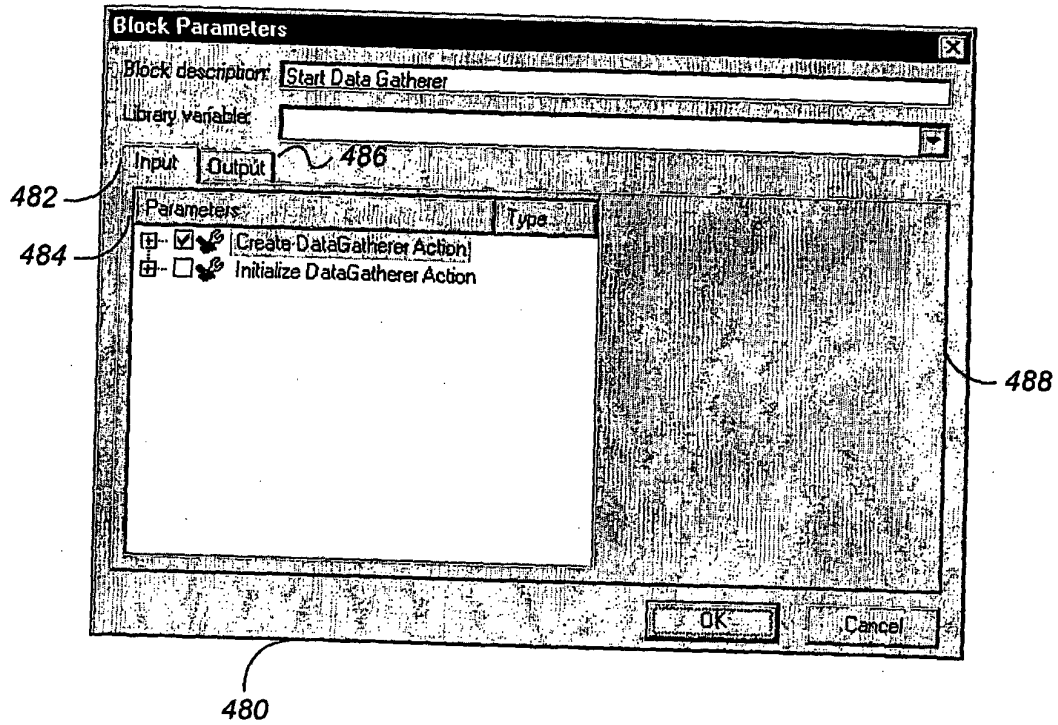 Block Parameters
Block description: Start Data Gatherer
Library variable:
Input Output 486
482
Parameters Type
484
Create DataGatherer Action
Initialize DataGatherer Action
488
OK Cancel
480